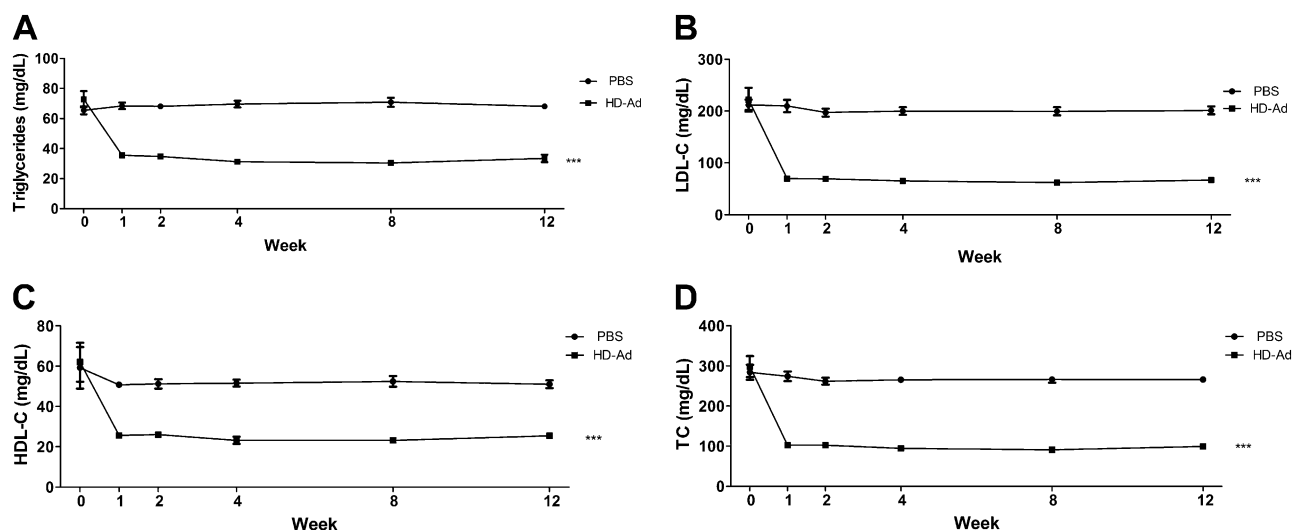 A
Triglycerides (mg/dL)
100
80
60
40
20
0
0 1 2 4 8 12
Week
PBS
HD-Ad
***
B
LDL-C (mg/dL)
300
200
100
0
0 1 2 4 8 12
Week
PBS
HD-Ad
***
C
HDL-C (mg/dL)
80
60
40
20
0
0 1 2 4 8 12
Week
PBS
HD-Ad
***
D
TC (mg/dL)
400
300
200
100
0
0 1 2 4 8 12
Week
PBS
HD-Ad
***